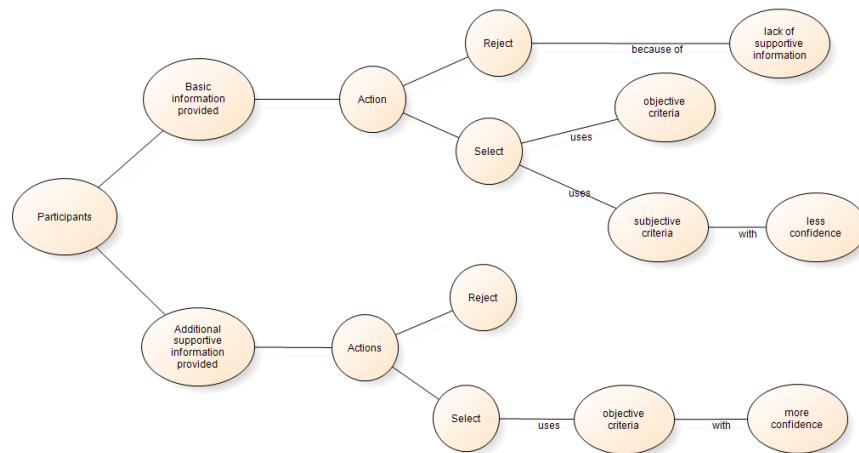 Reject
because of
lack of
supportive
information
Basic
information
provided
Action
objective
criteria
uses
Select
uses
Participants
subjective
criteria
with
less
confidence
Reject
Additional
supportive
information
provided
Actions
Select
uses
objective
criteria
with
more
confidence